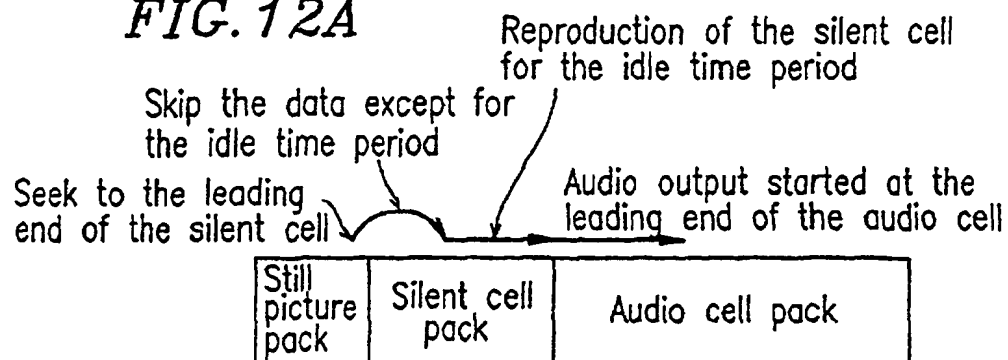 FIG. 12A
Reproduction of the silent cell
for the idle time period
Skip the data except for
the idle time period
Seek to the leading
end of the silent cell
Audio output started at the
leading end of the audio cell
Still
picture
pack
Silent cell
pack
Audio cell pack